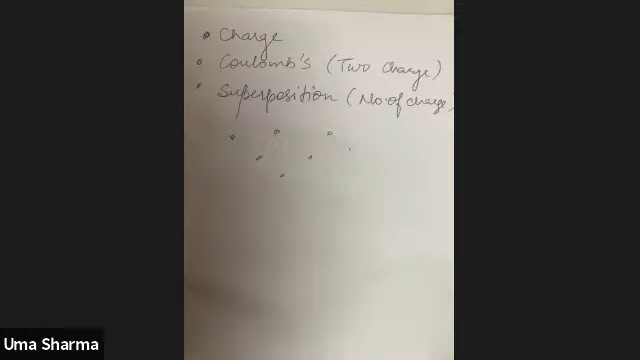 Charge
Coulomb's (Two Charge)
Superposition (No. of charge)
Uma Sharma